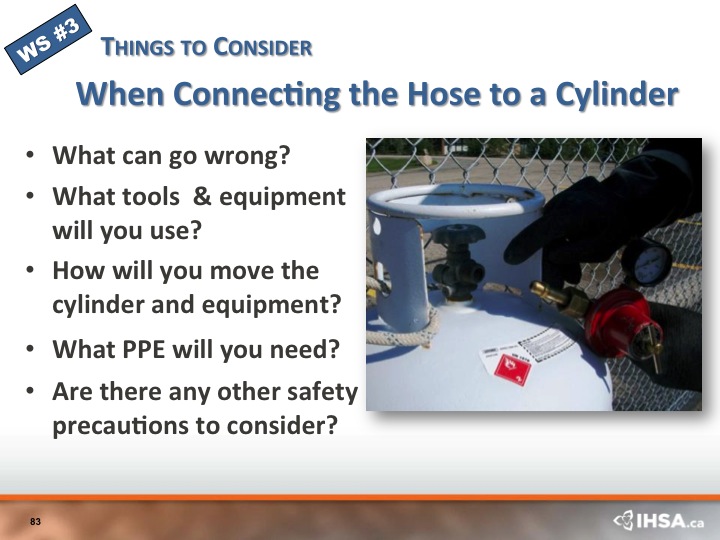 WS #3
THINGS TO CONSIDER
When Connecting the Hose to a Cylinder
• What can go wrong?
• What tools & equipment
will you use?
• How will you move the
cylinder and equipment?
• What PPE will you need?
• Are there any other safety
precautions to consider?
83
IHSA.ca